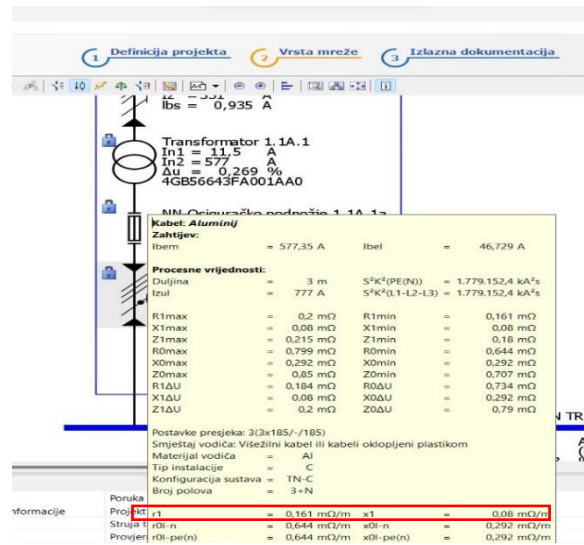 1 Definicija projekta 2 Vrsta mreže 3 Izlazna dokumentacija
Ibs = 0,935 A
Transformator 1.1A.1
In1 = 11,5 A
In2 = 577 A
Δu = 0,269 %
4GB56643FA001AA0
NN-Osiguračko podnožje 1.1A.1a
Kabel: Aluminij
Zahtijev:
Ibem = 577,35 A Ibel = 46,729 A
Procesne vrijednosti:
Duljina = 3 m S²K²(PE(N)) = 1.779.152,4 kA²s
Izul = 777 A S²K²(L1-L2-L3) = 1.779.152,4 kA²s
R1max = 0,2 mΩ R1min = 0,161 mΩ
X1max = 0,08 mΩ X1min = 0,08 mΩ
Z1max = 0,215 mΩ Z1min = 0,18 mΩ
R0max = 0,799 mΩ R0min = 0,644 mΩ
X0max = 0,292 mΩ X0min = 0,292 mΩ
Z0max = 0,85 mΩ Z0min = 0,707 mΩ
R1ΔU = 0,184 mΩ R0ΔU = 0,734 mΩ
X1ΔU = 0,08 mΩ X0ΔU = 0,292 mΩ
Z1ΔU = 0,2 mΩ Z0ΔU = 0,79 mΩ
Postavke presjeka: 3(3x185/-/185)
Smještaj vodiča: Višežilni kabel ili kabeli oklopljeni plastikom
Materijal vodiča = Al
Tip instalacije = C
Konfiguracija sustava = TN-C
Broj polova = 3+N
r1 = 0,161 mΩ/m x1 = 0,08 mΩ/m
r0l-n = 0,644 mΩ/m x0l-n = 0,292 mΩ/m
r0l-pe(n) = 0,644 mΩ/m x0l-pe(n) = 0,292 mΩ/m
Poruka
nformacije Projekt
Struja
Provjer